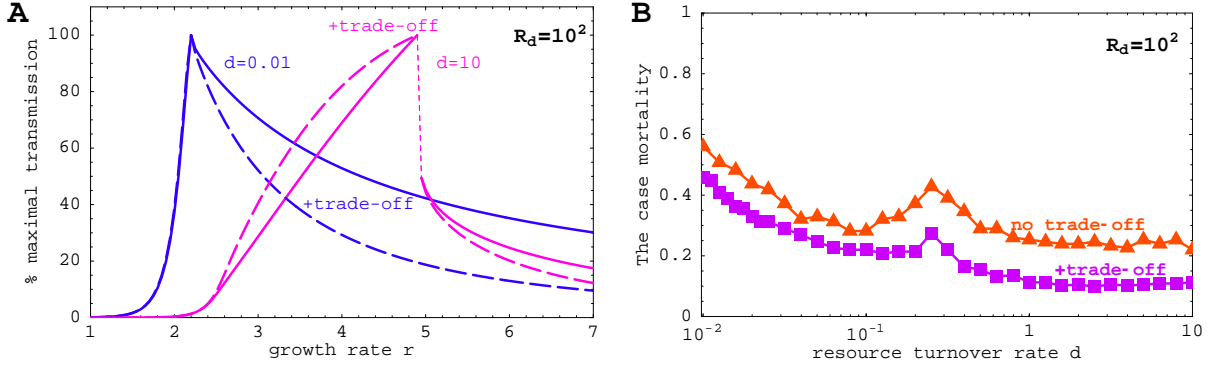 A
R_d=10^2
+trade-off
d=0.01
d=10
+trade-off
% maximal transmission
100
80
60
40
20
0
1 2 3 4 5 6 7
growth rate r
B
R_d=10^2
The case mortality
1
0.8
0.6
0.4
0.2
0
no trade-off
+trade-off
10^-2 10^-1 1 10
resource turnover rate d